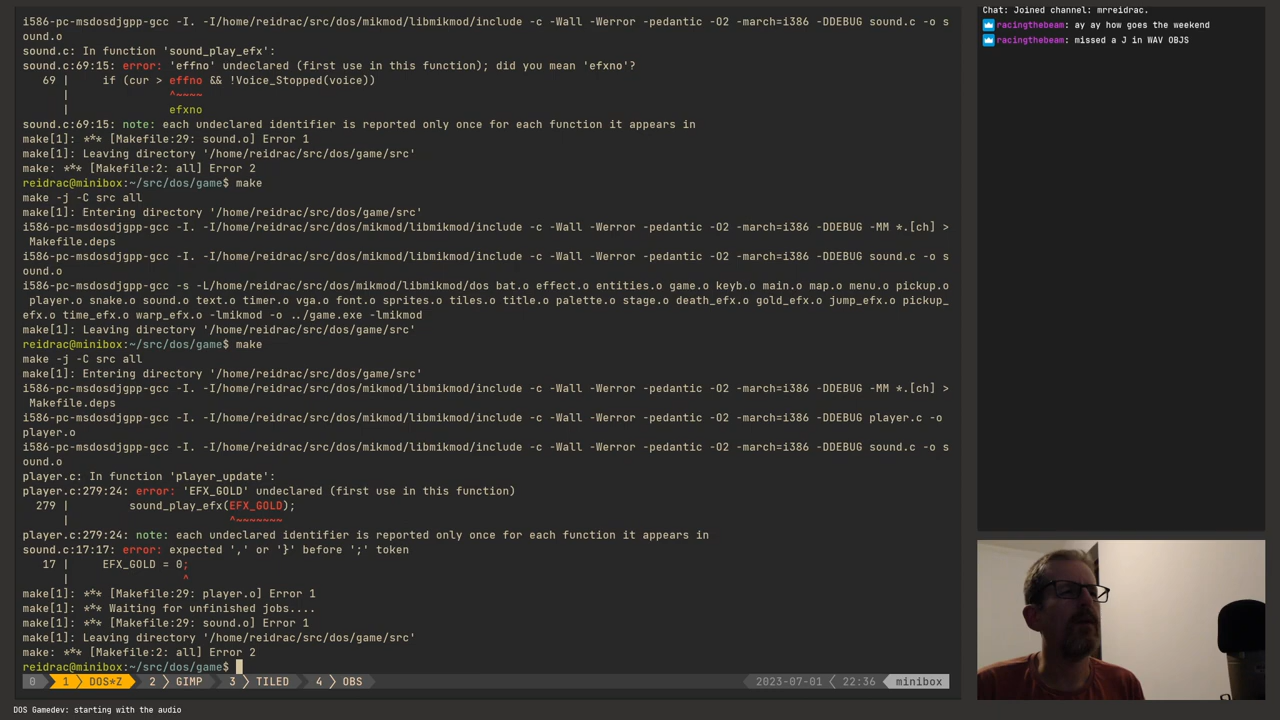 i586-pc-msdosdjgpp-gcc -I. -I/home/reidrac/src/dos/mikmod/libmikmod/include -c -Wall -Werror -pedantic -O2 -march=i386 -DDEBUG sound.c -o s
ound.o
sound.c: In function 'sound_play_efx':
sound.c:69:15: error: 'effno' undeclared (first use in this function); did you mean 'efxno'?
69 |     if (cur > effno && !Voice_Stopped(voice))
|               ^~~~~
|               efxno
sound.c:69:15: note: each undeclared identifier is reported only once for each function it appears in
make[1]: *** [Makefile:29: sound.o] Error 1
make[1]: Leaving directory '/home/reidrac/src/dos/game/src'
make: *** [Makefile:2: all] Error 2
reidrac@minibox:~/src/dos/game$ make
make -j -C src all
make[1]: Entering directory '/home/reidrac/src/dos/game/src'
i586-pc-msdosdjgpp-gcc -I. -I/home/reidrac/src/dos/mikmod/libmikmod/include -c -Wall -Werror -pedantic -O2 -march=i386 -DDEBUG -MM *.[ch] >
Makefile.deps
i586-pc-msdosdjgpp-gcc -I. -I/home/reidrac/src/dos/mikmod/libmikmod/include -c -Wall -Werror -pedantic -O2 -march=i386 -DDEBUG sound.c -o s
ound.o
i586-pc-msdosdjgpp-gcc -s -L/home/reidrac/src/dos/mikmod/libmikmod/dos bat.o effect.o entities.o game.o keyb.o main.o map.o menu.o pickup.o
player.o snake.o sound.o text.o timer.o vga.o font.o sprites.o tiles.o title.o palette.o stage.o death_efx.o gold_efx.o jump_efx.o pickup_
efx.o time_efx.o warp_efx.o -lmikmod -o ../game.exe -lmikmod
make[1]: Leaving directory '/home/reidrac/src/dos/game/src'
reidrac@minibox:~/src/dos/game$ make
make -j -C src all
make[1]: Entering directory '/home/reidrac/src/dos/game/src'
i586-pc-msdosdjgpp-gcc -I. -I/home/reidrac/src/dos/mikmod/libmikmod/include -c -Wall -Werror -pedantic -O2 -march=i386 -DDEBUG -MM *.[ch] >
Makefile.deps
i586-pc-msdosdjgpp-gcc -I. -I/home/reidrac/src/dos/mikmod/libmikmod/include -c -Wall -Werror -pedantic -O2 -march=i386 -DDEBUG player.c -o
player.o
i586-pc-msdosdjgpp-gcc -I. -I/home/reidrac/src/dos/mikmod/libmikmod/include -c -Wall -Werror -pedantic -O2 -march=i386 -DDEBUG sound.c -o s
ound.o
player.c: In function 'player_update':
player.c:279:24: error: 'EFX_GOLD' undeclared (first use in this function)
279 |         sound_play_efx(EFX_GOLD);
|                        ^~~~~~~~
player.c:279:24: note: each undeclared identifier is reported only once for each function it appears in
sound.c:17:17: error: expected ',' or '}' before ';' token
17 |     EFX_GOLD = 0;
|                 ^
make[1]: *** [Makefile:29: player.o] Error 1
make[1]: *** Waiting for unfinished jobs....
make[1]: *** [Makefile:29: sound.o] Error 1
make[1]: Leaving directory '/home/reidrac/src/dos/game/src'
make: *** [Makefile:2: all] Error 2
reidrac@minibox:~/src/dos/game$
0 1 DOS*Z 2 GIMP 3 TILED 4 OBS 2023-07-01 22:36 minibox
DOS Gamedev: starting with the audio
Chat: Joined channel: mrreidrac.
racingthebeam: ay ay how goes the weekend
racingthebeam: missed a J in WAV OBJS